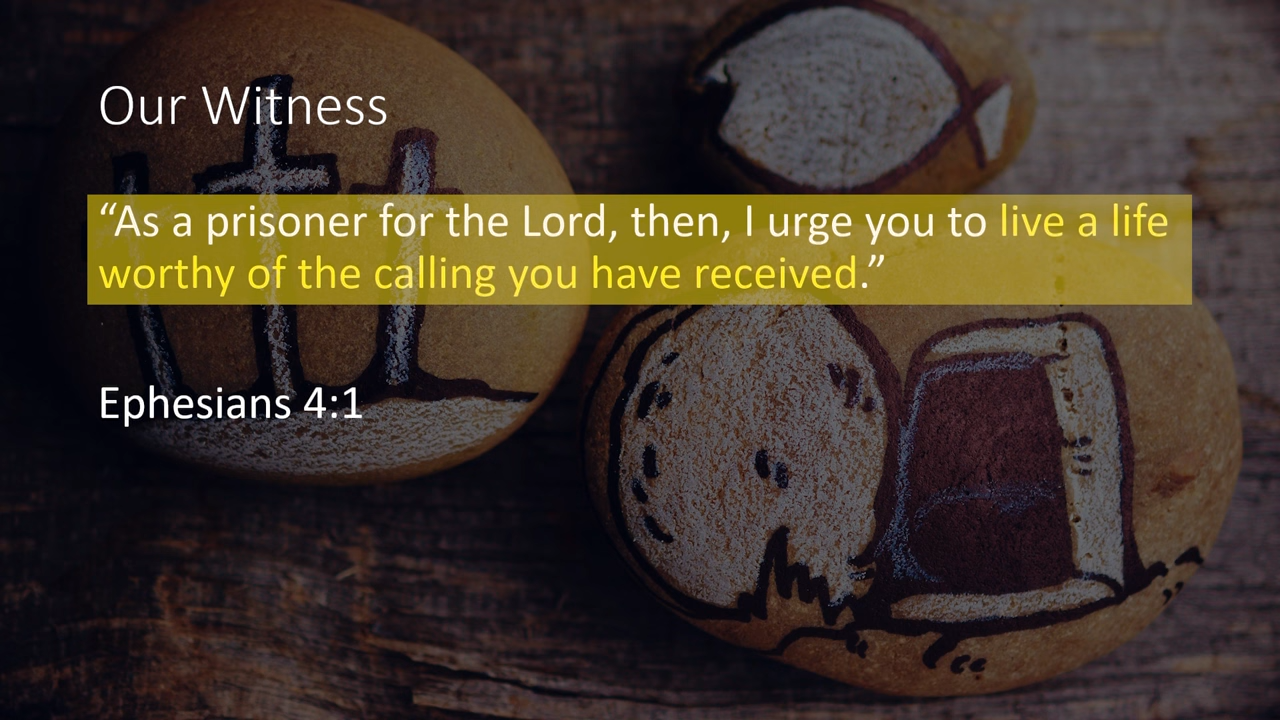 Our Witness
“As a prisoner for the Lord, then, I urge you to live a life
worthy of the calling you have received.”
Ephesians 4:1